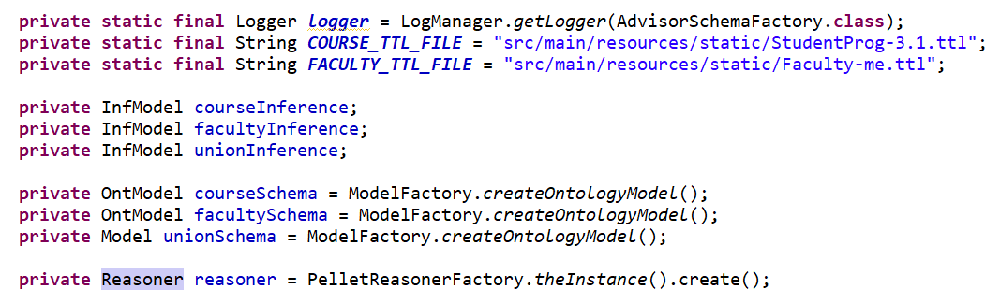 private static final Logger logger = LogManager.getLogger(AdvisorSchemaFactory.class);
private static final String COURSE_TTL_FILE = "src/main/resources/static/StudentProg-3.1.ttl";
private static final String FACULTY_TTL_FILE = "src/main/resources/static/Faculty-me.ttl";
private InfModel courseInference;
private InfModel facultyInference;
private InfModel unionInference;
private OntModel courseSchema = ModelFactory.createOntologyModel();
private OntModel facultySchema = ModelFactory.createOntologyModel();
private Model unionSchema = ModelFactory.createOntologyModel();
private Reasoner reasoner = PelletReasonerFactory.theInstance().create();